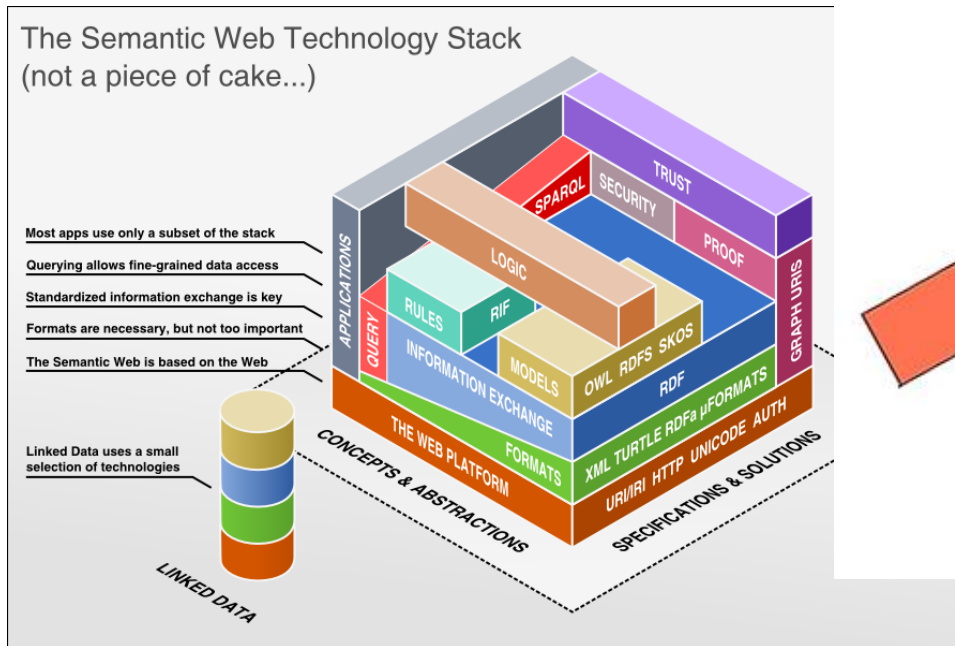 The Semantic Web Technology Stack
(not a piece of cake...)
Most apps use only a subset of the stack
Querying allows fine-grained data access
Standardized information exchange is key
Formats are necessary, but not too important
The Semantic Web is based on the Web
Linked Data uses a small
selection of technologies
LINKED DATA
APPLICATIONS
QUERY
RULES
RIF
LOGIC
SPARQL
SECURITY
TRUST
PROOF
GRAPH URIS
MODELS
OWL RDFS SKOS
INFORMATION EXCHANGE
RDF
FORMATS
XML TURTLE RDFa µFORMATS
THE WEB PLATFORM
URI/IRI HTTP UNICODE AUTH
CONCEPTS & ABSTRACTIONS
SPECIFICATIONS & SOLUTIONS